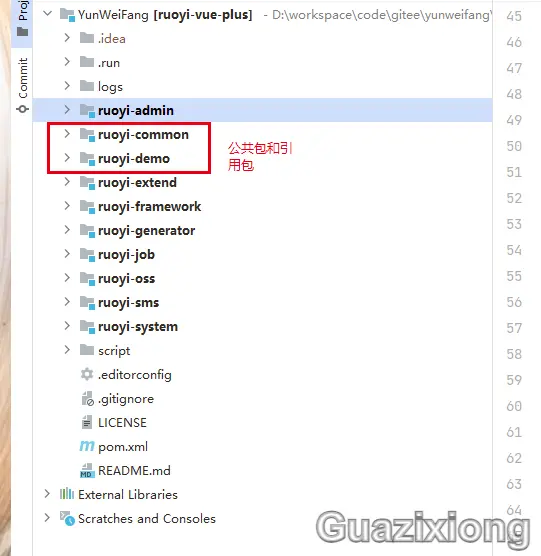 Proj
Commit
YunWeiFang [ruoyi-vue-plus] - D:\workspace\code\gitee\yunweifang\
.idea
.run
logs
ruoyi-admin
ruoyi-common
ruoyi-demo
公共包和引
用包
ruoyi-extend
ruoyi-framework
ruoyi-generator
ruoyi-job
ruoyi-oss
ruoyi-sms
ruoyi-system
script
.editorconfig
.gitignore
LICENSE
pom.xml
README.md
External Libraries
Scratches and Consoles
45
46
47
48
49
50
51
52
53
54
55
56
57
58
59
60
61
62
63
64
Guazixiong